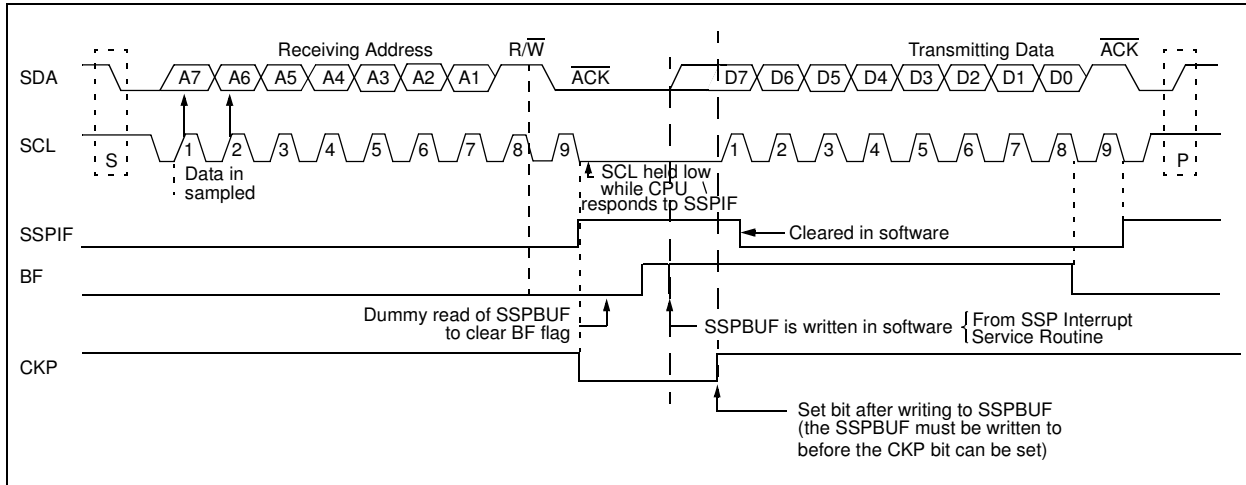 Receiving Address R/W Transmitting Data ACK
SDA A7 A6 A5 A4 A3 A2 A1 ACK D7 D6 D5 D4 D3 D2 D1 D0
SCL S 1 2 3 4 5 6 7 8 9 1 2 3 4 5 6 7 8 9 P
Data in
sampled
SCL held low
while CPU
responds to SSPIF
SSPIF
Cleared in software
BF
Dummy read of SSPBUF
to clear BF flag
SSPBUF is written in software { From SSP Interrupt
Service Routine
CKP
Set bit after writing to SSPBUF
(the SSPBUF must be written to
before the CKP bit can be set)